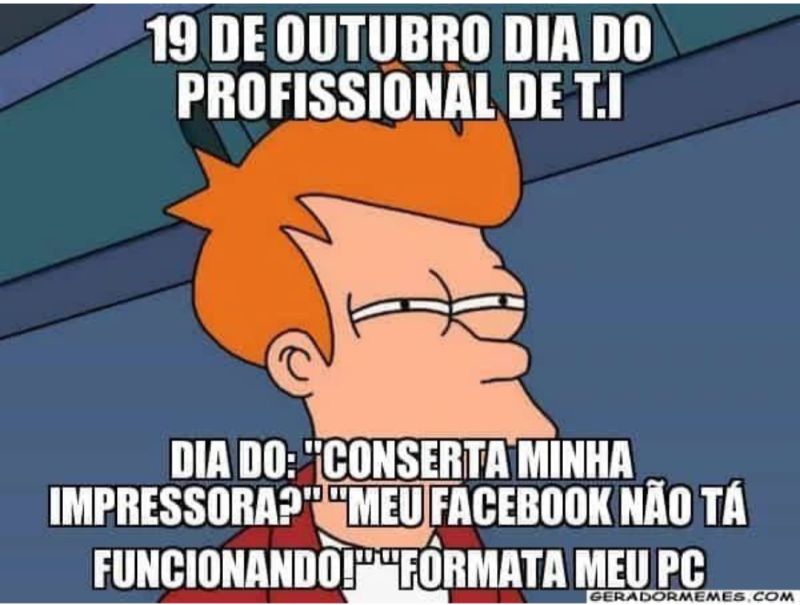 19 DE OUTUBRO DIA DO
PROFISSIONAL DE T.I
DIA DO: "CONSERTA MINHA
IMPRESSORA?" "MEU FACEBOOK NÃO TÁ
FUNCIONANDO!" "FORMATA MEU PC
GERADORMEMES.COM